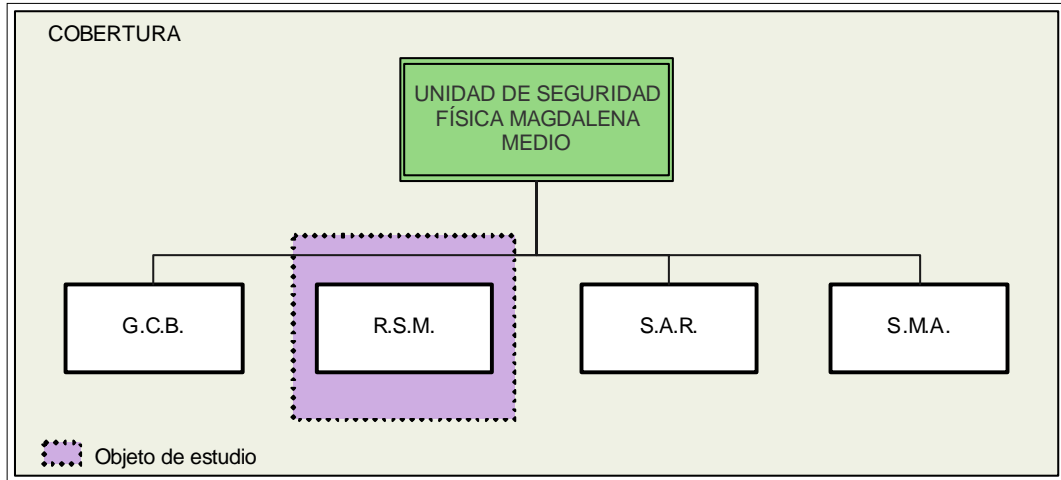 COBERTURA
UNIDAD DE SEGURIDAD
FÍSICA MAGDALENA
MEDIO
G.C.B.
R.S.M.
S.A.R.
S.M.A.
Objeto de estudio